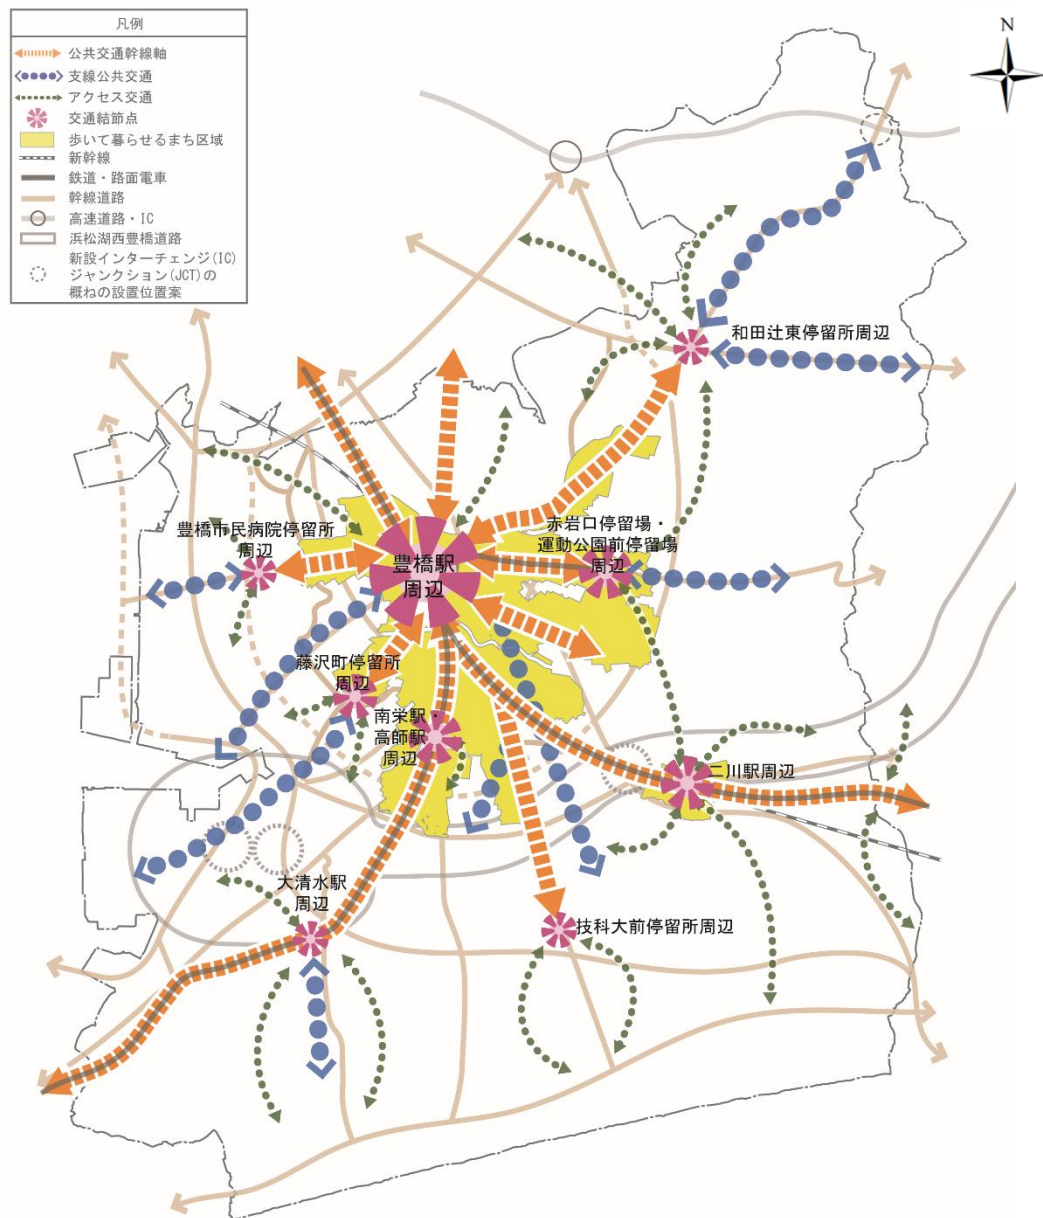 凡例
公共交通幹線軸
支線公共交通
アクセス交通
交通結節点
歩いて暮らせるまち区域
新幹線
鉄道・路面電車
幹線道路
高速道路・IC
浜松湖西豊橋道路
新設インターチェンジ(IC)
ジャンクション(JCT)の
概ねの設置位置案
N
和田辻東停留所周辺
豊橋市民病院停留所
周辺
豊橋駅
周辺
赤岩口停留場・
運動公園前停留場
周辺
藤沢町停留所
周辺
南栄駅・
高師駅
周辺
二川駅周辺
大清水駅
周辺
技科大前停留所周辺